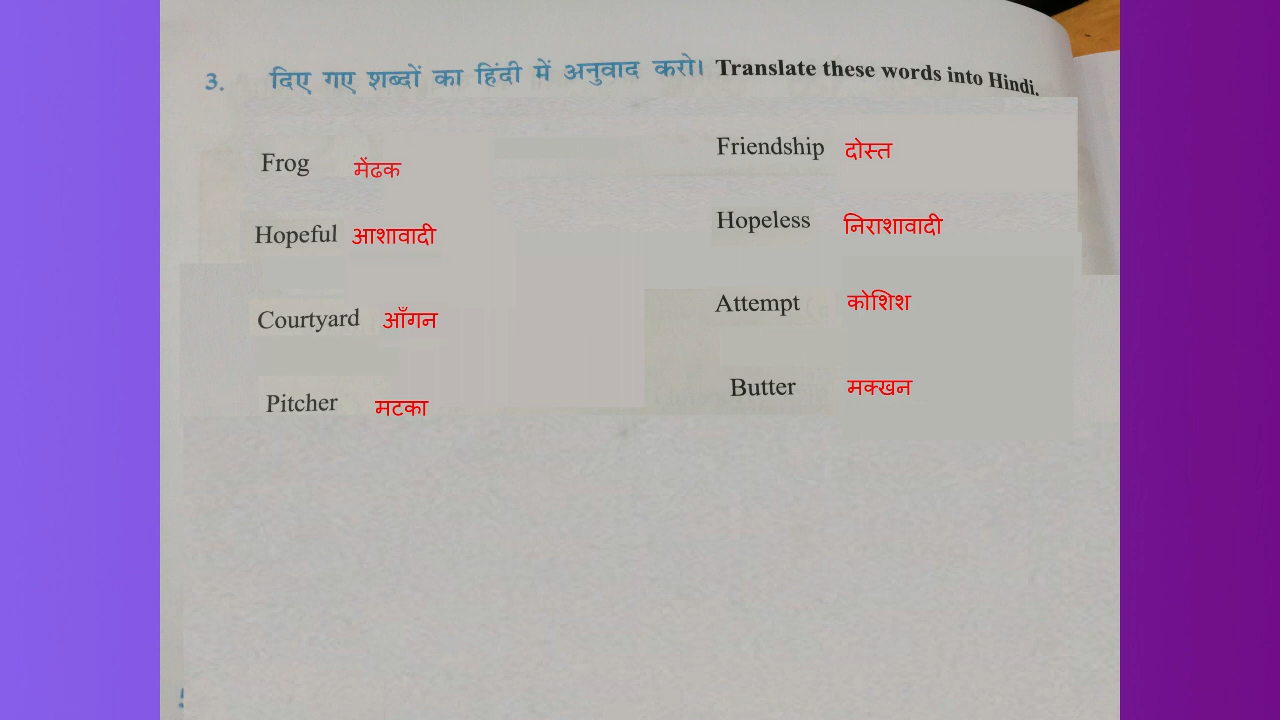 3. दिए गए शब्दों का हिंदी में अनुवाद करो। Translate these words into Hindi.
Frog मेंढक
Friendship दोस्त
Hopeful आशावादी
Hopeless निराशावादी
Courtyard आँगन
Attempt कोशिश
Pitcher मटका
Butter मक्खन